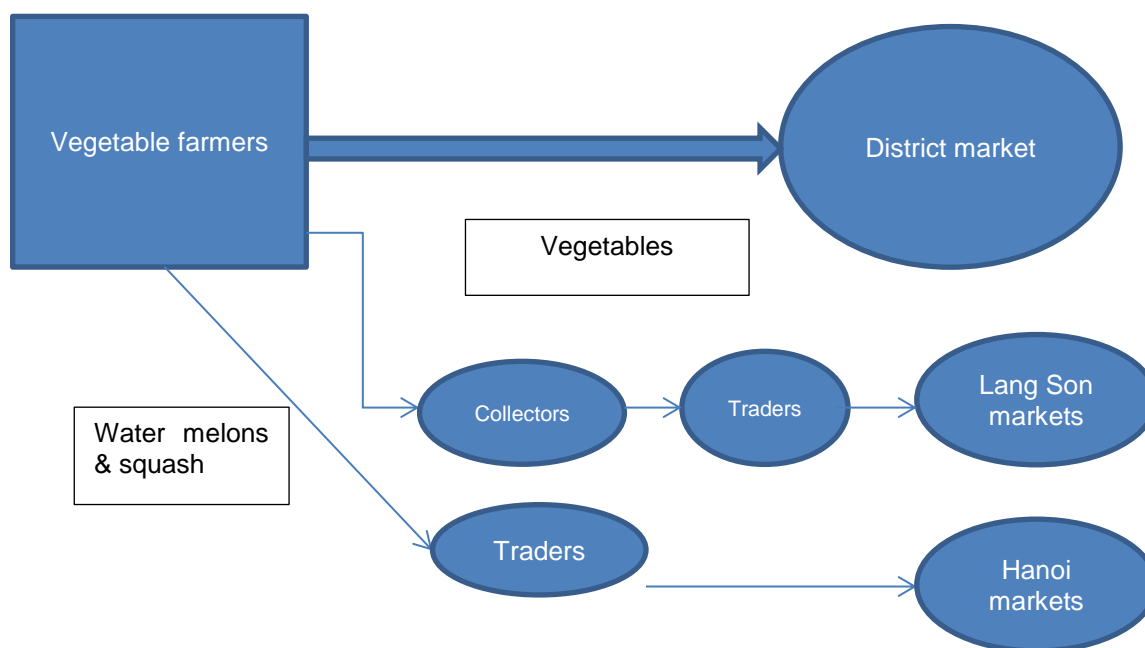 Vegetable farmers
District market
Vegetables
Collectors
Traders
Lang Son
markets
Water melons
& squash
Traders
Hanoi
markets